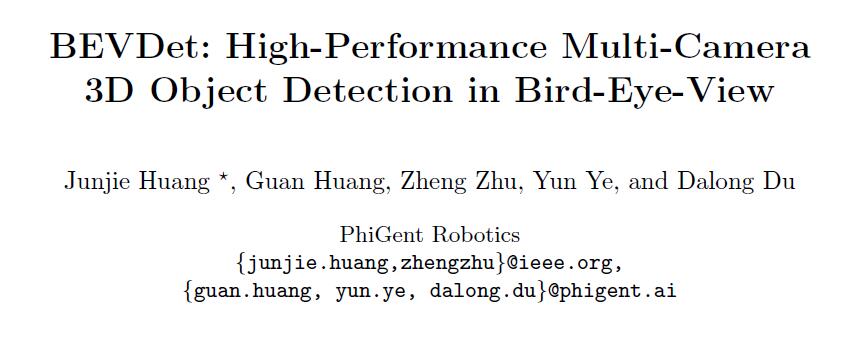 BEVDet: High-Performance Multi-Camera
3D Object Detection in Bird-Eye-View
Junjie Huang ⋆, Guan Huang, Zheng Zhu, Yun Ye, and Dalong Du
PhiGent Robotics
{junjie.huang,zhengzhu}@ieee.org,
{guan.huang, yun.ye, dalong.du}@phigent.ai